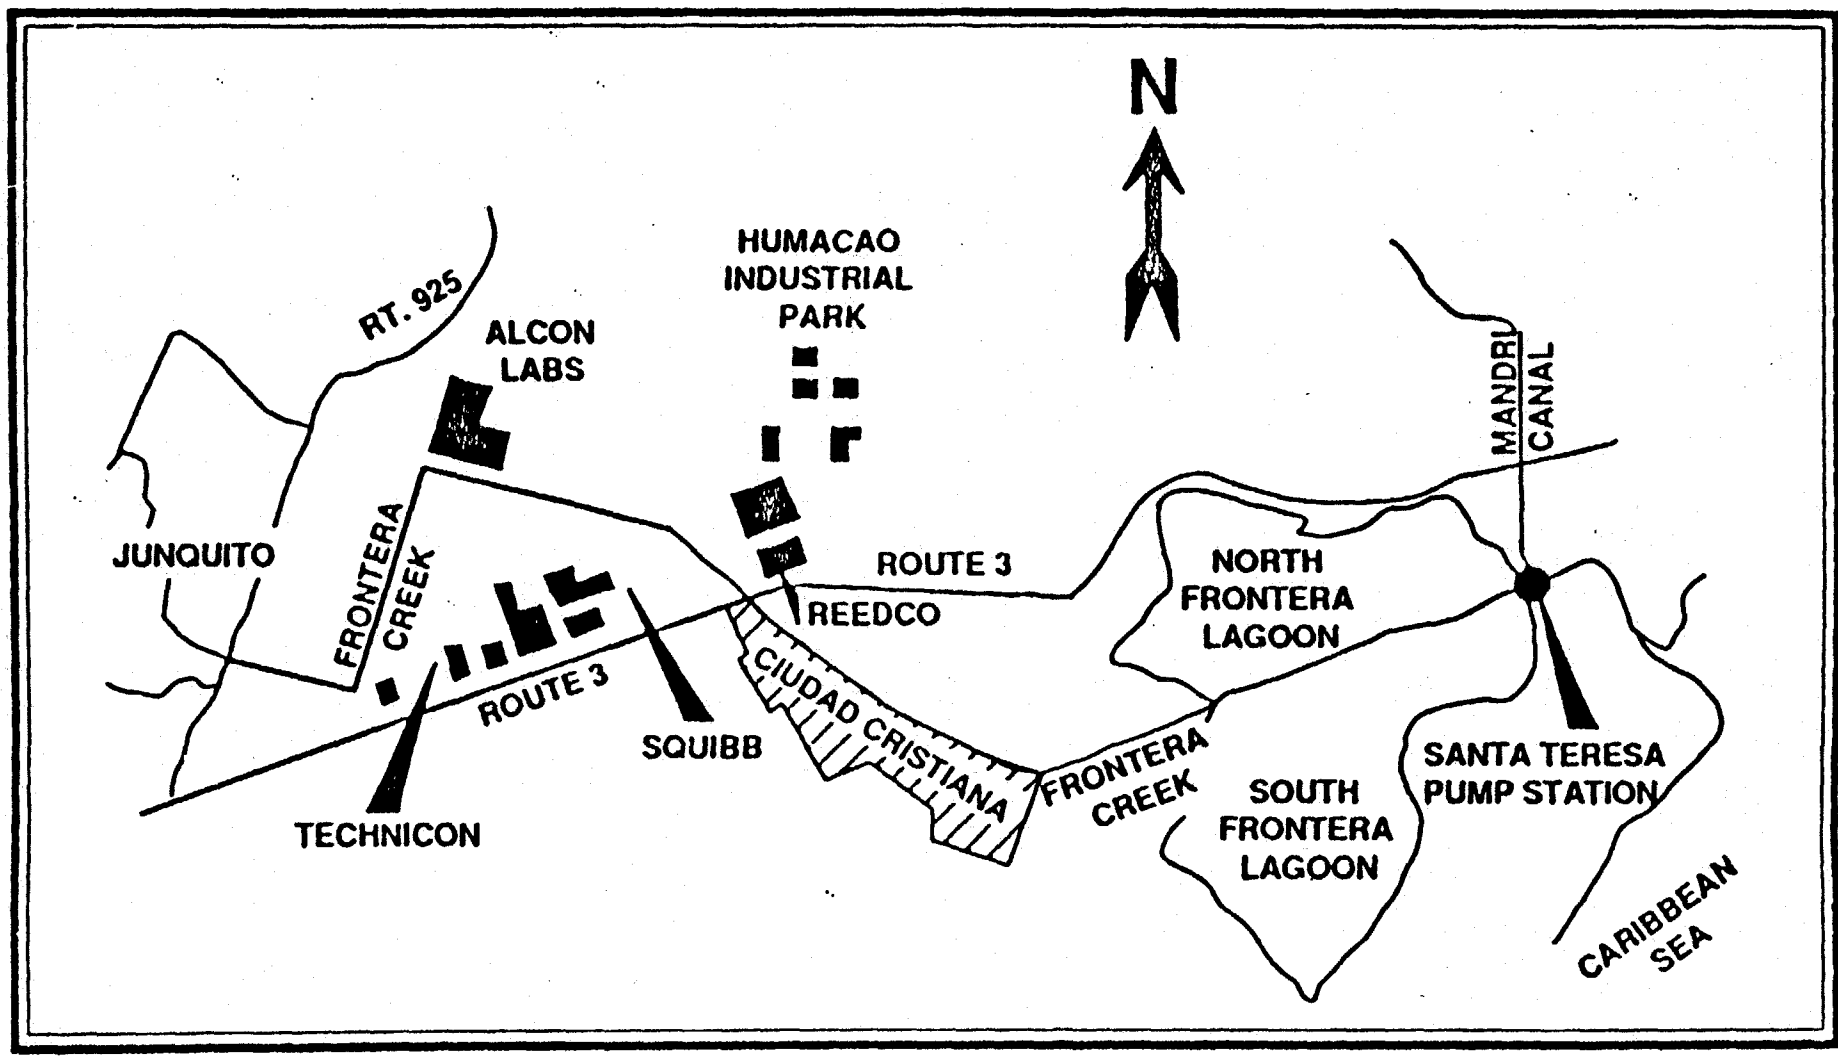 N
HUMACAO
INDUSTRIAL
PARK
RT. 925
ALCON
LABS
MANDRI
CANAL
JUNQUITO
FRONTERA
CREEK
ROUTE 3
REEDCO
NORTH
FRONTERA
LAGOON
ROUTE 3
CIUDAD CRISTIANA
SQUIBB
TECHNICON
FRONTERA
CREEK
SANTA TERESA
PUMP STATION
SOUTH
FRONTERA
LAGOON
CARIBBEAN
SEA